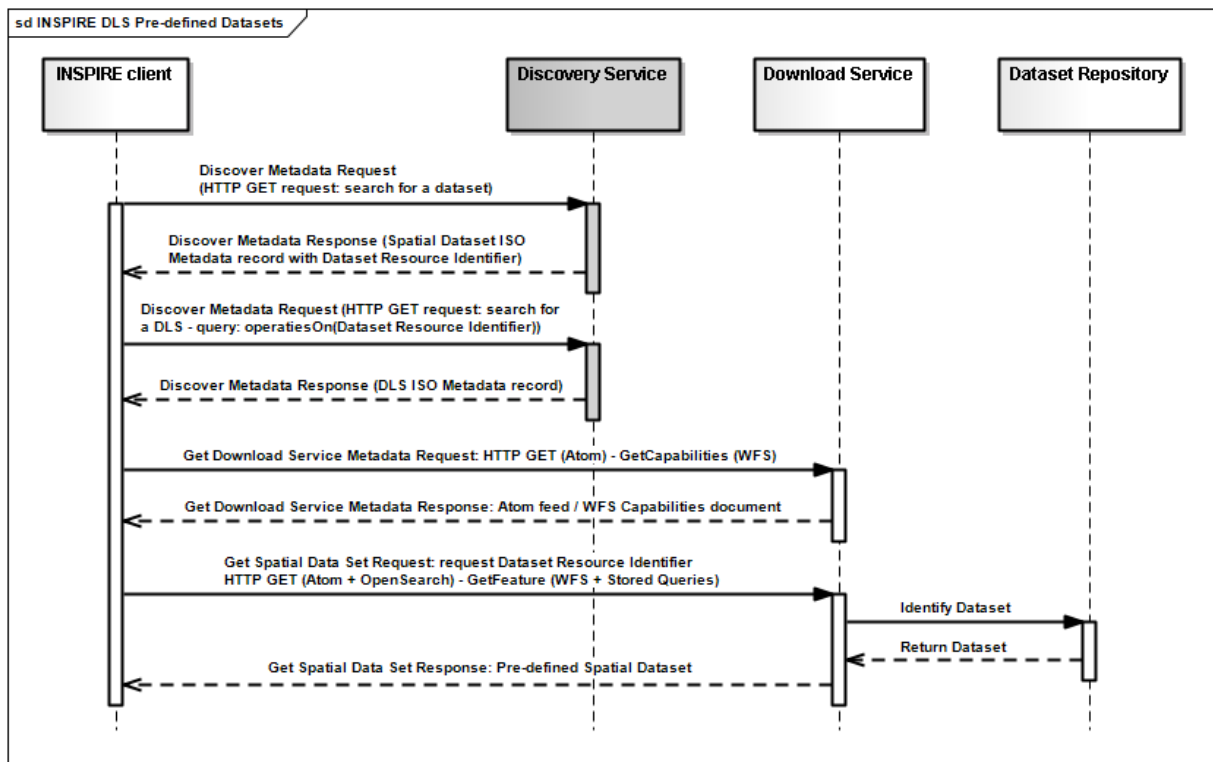 sd INSPIRE DLS Pre-defined Datasets
INSPIRE client
Discovery Service
Download Service
Dataset Repository
Discover Metadata Request
(HTTP GET request: search for a dataset)
Discover Metadata Response (Spatial Dataset ISO
Metadata record with Dataset Resource Identifier)
Discover Metadata Request (HTTP GET request: search for
a DLS - query: operatiesOn(Dataset Resource Identifier))
Discover Metadata Response (DLS ISO Metadata record)
Get Download Service Metadata Request: HTTP GET (Atom) - GetCapabilities (WFS)
Get Download Service Metadata Response: Atom feed / WFS Capabilities document
Get Spatial Data Set Request: request Dataset Resource Identifier
HTTP GET (Atom + OpenSearch) - GetFeature (WFS + Stored Queries)
Identify Dataset
Return Dataset
Get Spatial Data Set Response: Pre-defined Spatial Dataset